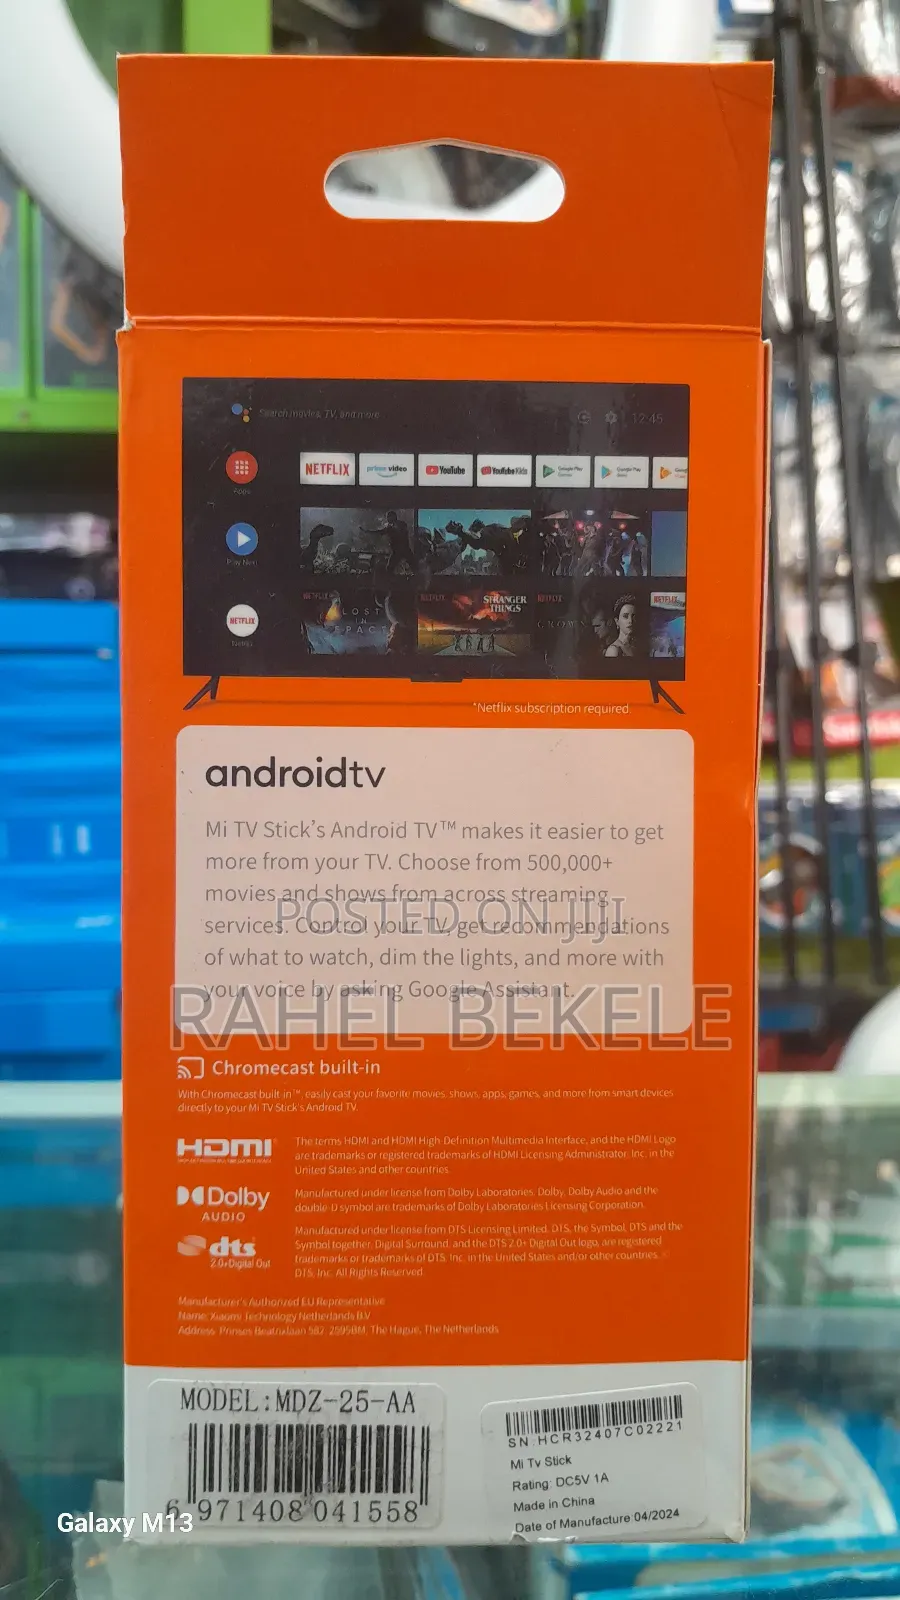 Search movies, TV, and more
12:45
NETFLIX
prime video
YouTube
YouTube Kids
Google Play
Google Play
Apps
Play Next
NETFLIX
NETFLIX
LOST
IN
SPACE
NETFLIX
STRANGER
THINGS
NETFLIX
CROWN
NETFLIX
*Netflix subscription required.
androidtv
Mi TV Stick's Android TV™ makes it easier to get
more from your TV. Choose from 500,000+
movies and shows from across streaming
services. Control your TV, get recommendations
of what to watch, dim the lights, and more with
your voice by asking Google Assistant.
POSTED ON JIJI
RAHEL BEKELE
Chromecast built-in
With Chromecast built-in™, easily cast your favorite movies, shows, apps, games, and more from smart devices
directly to your Mi TV Stick's Android TV.
HDMI
HIGH-DEFINITION MULTIMEDIA INTERFACE
The terms HDMI and HDMI High-Definition Multimedia Interface, and the HDMI Logo
are trademarks or registered trademarks of HDMI Licensing Administrator, Inc. in the
United States and other countries.
Dolby
AUDIO
Manufactured under license from Dolby Laboratories. Dolby, Dolby Audio and the
double-D symbol are trademarks of Dolby Laboratories Licensing Corporation.
dts
2.0+Digital Out
Manufactured under license from DTS Licensing Limited. DTS, the Symbol, DTS and the
Symbol together, Digital Surround, and the DTS 2.0+ Digital Out logo, are registered
trademarks or trademarks of DTS, Inc. in the United States and/or other countries. ©
DTS, Inc. All Rights Reserved.
Manufacturer's Authorized EU Representative
Name: Xiaomi Technology Netherlands B.V
Address: Prinses Beatrixlaan 582, 2595BM, The Hague, The Netherlands
MODEL:MDZ-25-AA
6 971408 041558
SN:HCR32407C02221
Mi Tv Stick
Rating: DC5V 1A
Made in China
Date of Manufacture 04/2024
Galaxy M13